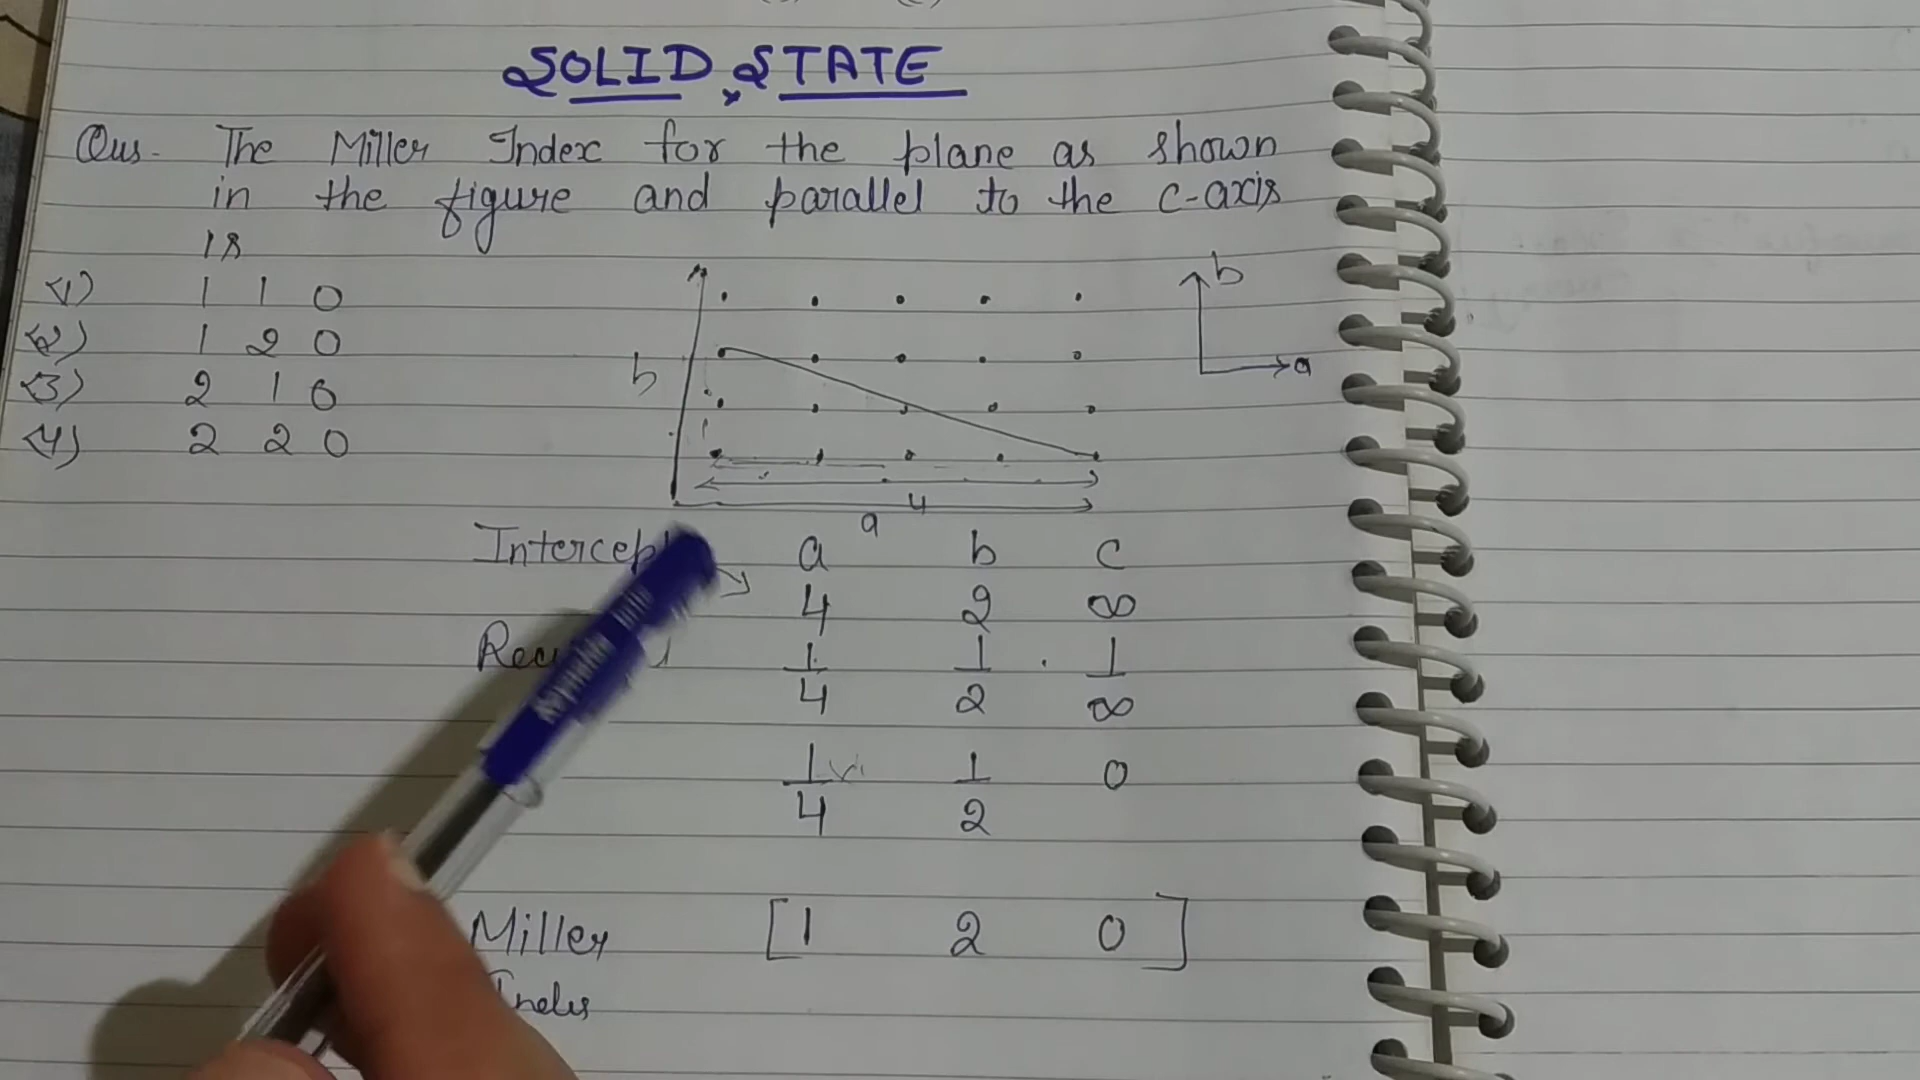 SOLID STATE
Qus. The Miller Index for the plane as shown
in the figure and parallel to the c-axis
is
(1) 1 1 0
(2) 1 2 0
(3) 2 1 0
(4) 2 2 0
b
b
a
4
a
Intercept a b c
4 2 ∞
1/4 1/2 1/∞
1/4 1/2 0
Miller [1 2 0]